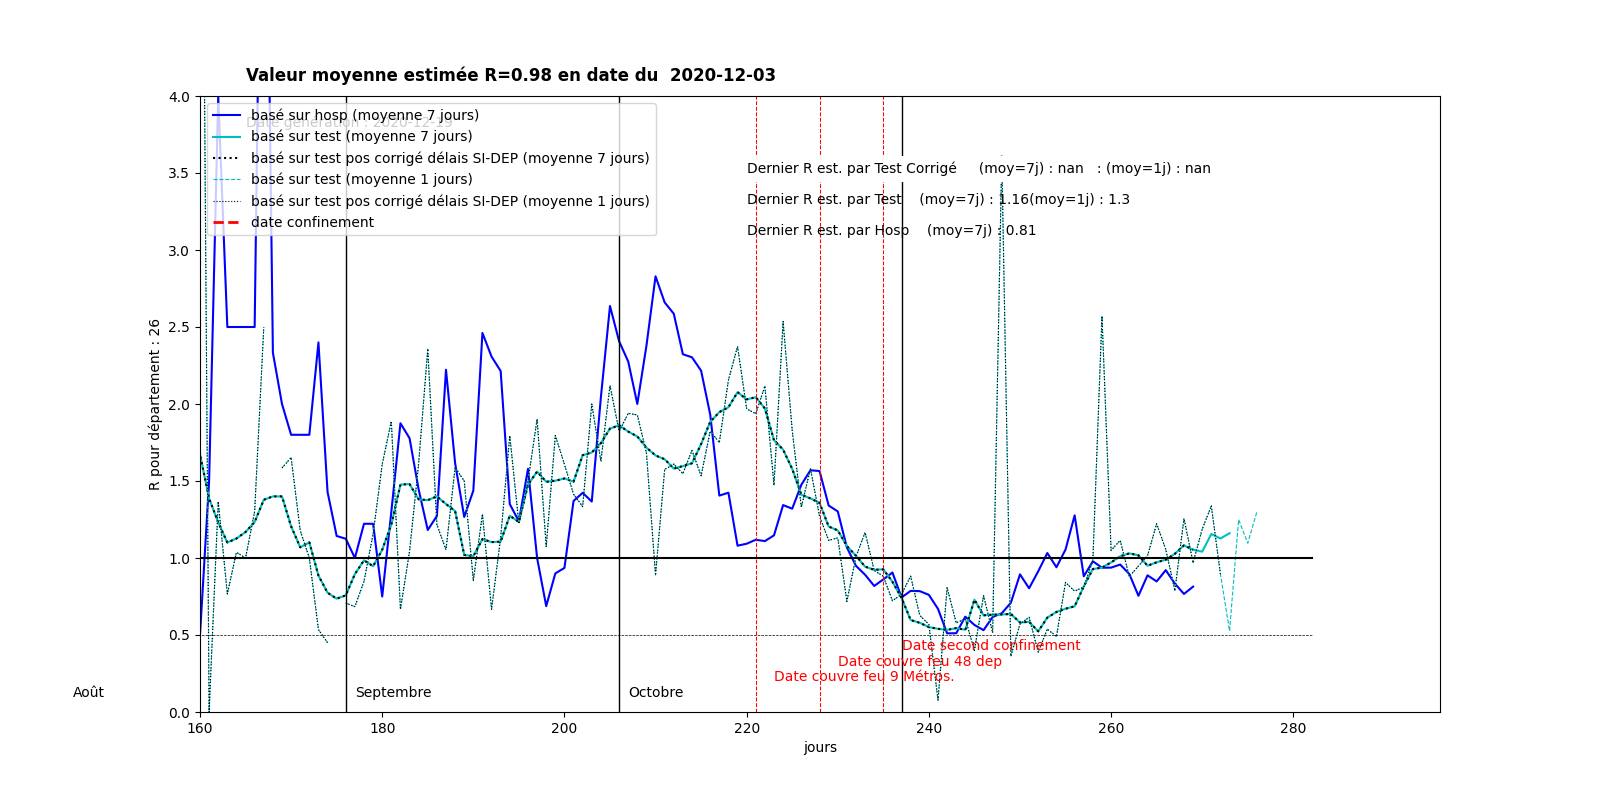 Valeur moyenne estimée R=0.98 en date du  2020-12-03
4.0
3.5
3.0
2.5
2.0
1.5
1.0
0.5
0.0
R pour département : 26
basé sur hosp (moyenne 7 jours)
basé sur test (moyenne 7 jours)
basé sur test pos corrigé délais SI-DEP (moyenne 7 jours)
basé sur test (moyenne 1 jours)
basé sur test pos corrigé délais SI-DEP (moyenne 1 jours)
date confinement
Dernier R est. par Test Corrigé     (moy=7j) : nan   : (moy=1j) : nan
Dernier R est. par Test    (moy=7j) : 1.16(moy=1j) : 1.3
Dernier R est. par Hosp    (moy=7j) : 0.81
Date second confinement
Date couvre feu 48 dep
Date couvre feu 9 Métros.
Août
Septembre
Octobre
160
180
200
220
240
260
280
jours